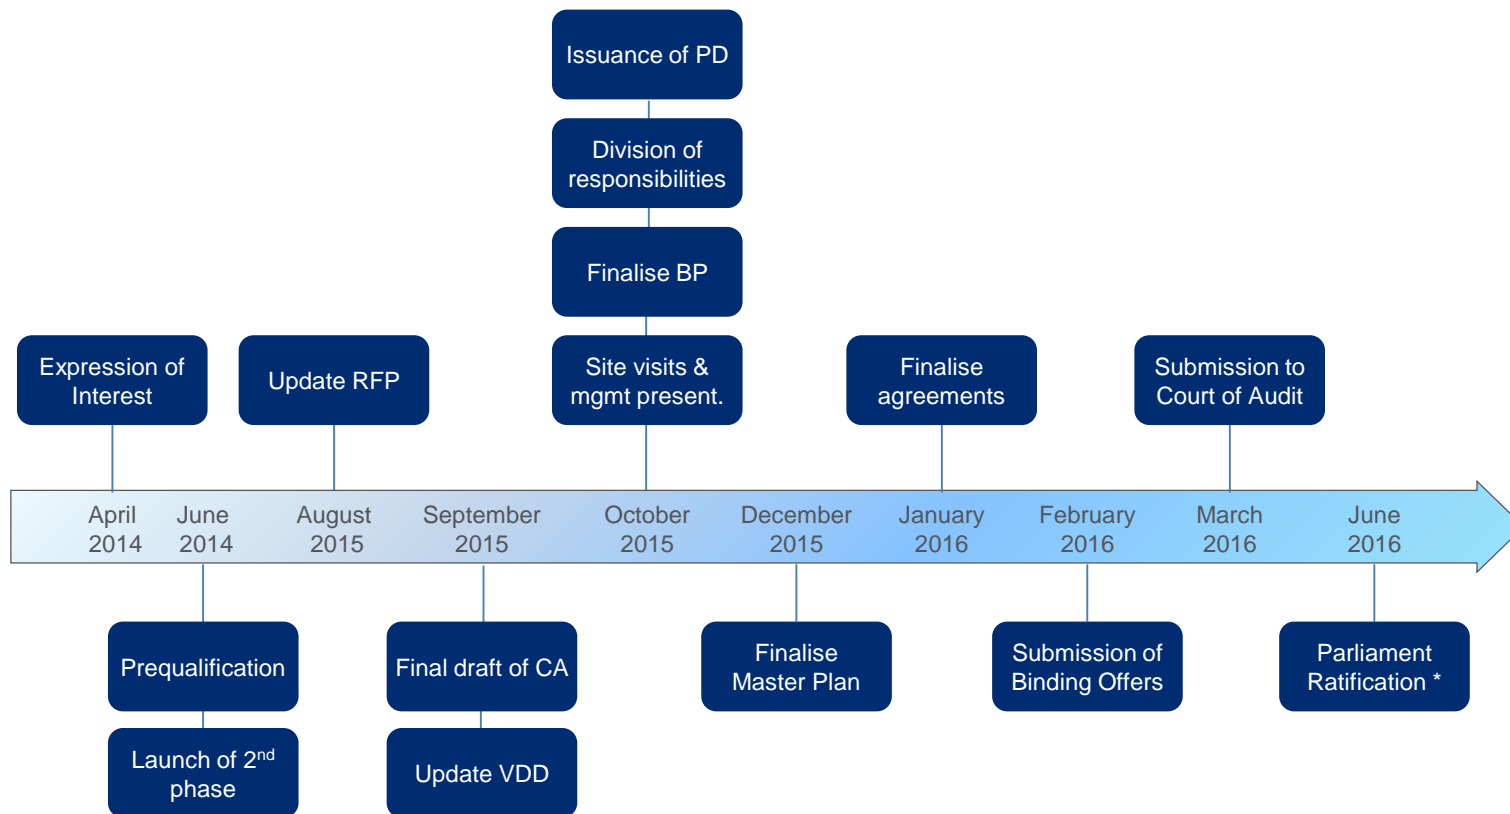 Issuance of PD
Division of
responsibilities
Finalise BP
Expression of
Interest
Update RFP
Site visits &
mgmt present.
Finalise
agreements
Submission to
Court of Audit
April
2014
June
2014
August
2015
September
2015
October
2015
December
2015
January
2016
February
2016
March
2016
June
2016
Prequalification
Final draft of CA
Finalise
Master Plan
Submission of
Binding Offers
Parliament
Ratification *
Launch of 2nd
phase
Update VDD